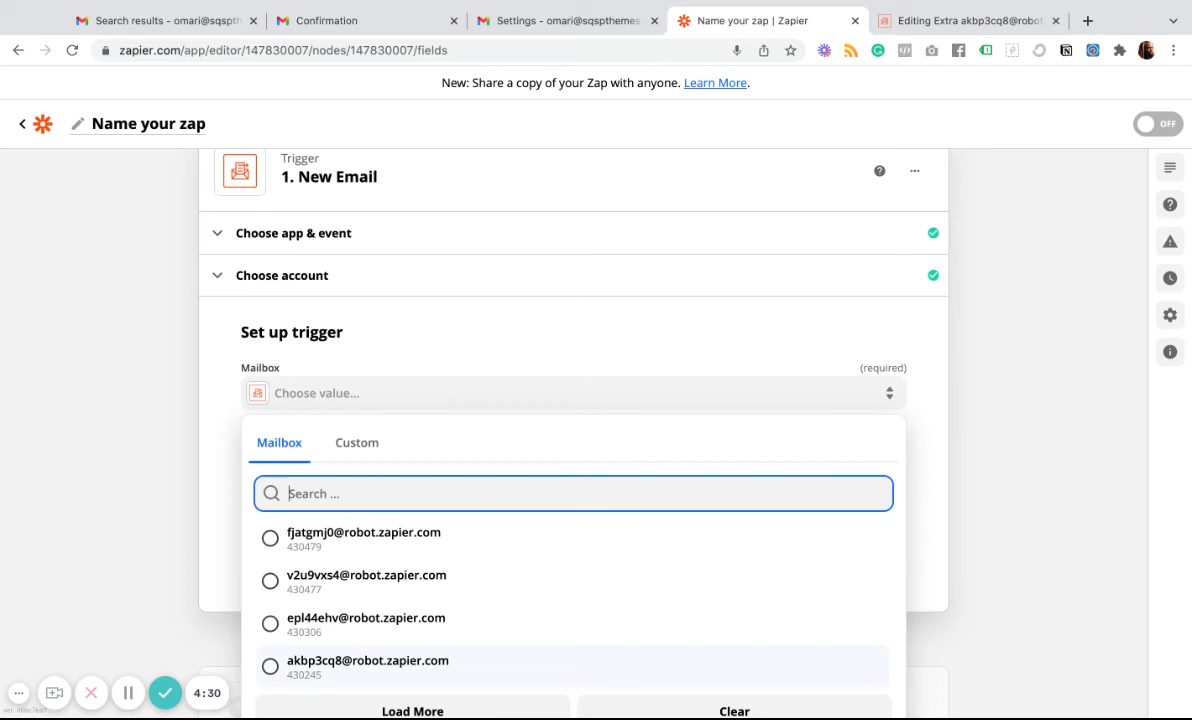 Search results - omari@sqspth
Confirmation
Settings - omari@sqspthemes.
Name your zap | Zapier
Editing Extra akbp3cq8@robot.
zapier.com/app/editor/147830007/nodes/147830007/fields
New: Share a copy of your Zap with anyone. Learn More.
Name your zap
OFF
Trigger
1. New Email
Choose app & event
Choose account
Set up trigger
Mailbox
(required)
Choose value...
Mailbox
Custom
Search ...
fjatgmj0@robot.zapier.com
430479
v2u9vxs4@robot.zapier.com
430477
epl44ehv@robot.zapier.com
430306
akbp3cq8@robot.zapier.com
430245
Load More
Clear
4:30